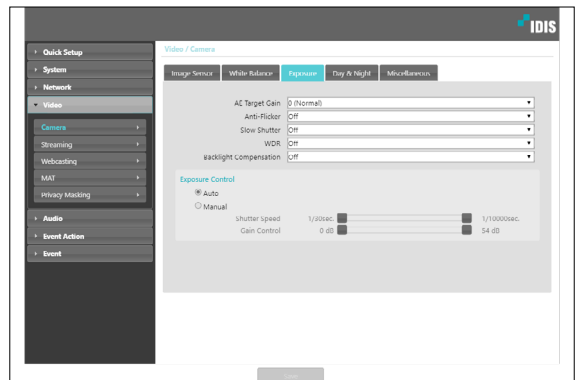 IDIS
Quick Setup
System
Network
Video
Camera
Streaming
Webcasting
MAT
Privacy Masking
Audio
Event Action
Event
Video / Camera
Image Sensor White Balance Exposure Day & Night Miscellaneous
AE Target Gain 0 (Normal)
Anti-Flicker Off
Slow Shutter Off
WDR Off
Backlight Compensation Off
Exposure Control
Auto
Manual
Shutter Speed 1/30sec. 1/10000sec.
Gain Control 0 dB 54 dB